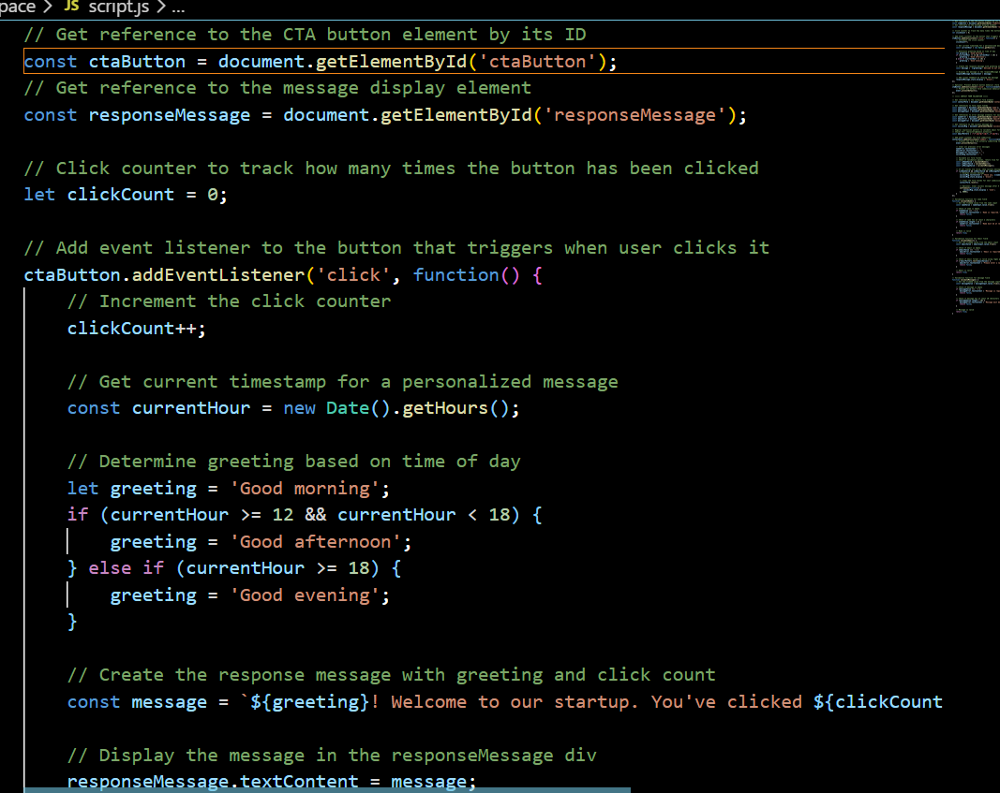 pace > JS script.js > ...
// Get reference to the CTA button element by its ID
const ctaButton = document.getElementById('ctaButton');
// Get reference to the message display element
const responseMessage = document.getElementById('responseMessage');
// Click counter to track how many times the button has been clicked
let clickCount = 0;
// Add event listener to the button that triggers when user clicks it
ctaButton.addEventListener('click', function() {
// Increment the click counter
clickCount++;
// Get current timestamp for a personalized message
const currentHour = new Date().getHours();
// Determine greeting based on time of day
let greeting = 'Good morning';
if (currentHour >= 12 && currentHour < 18) {
greeting = 'Good afternoon';
} else if (currentHour >= 18) {
greeting = 'Good evening';
}
// Create the response message with greeting and click count
const message = `${greeting}! Welcome to our startup. You've clicked ${clickCount
// Display the message in the responseMessage div
responseMessage.textContent = message;